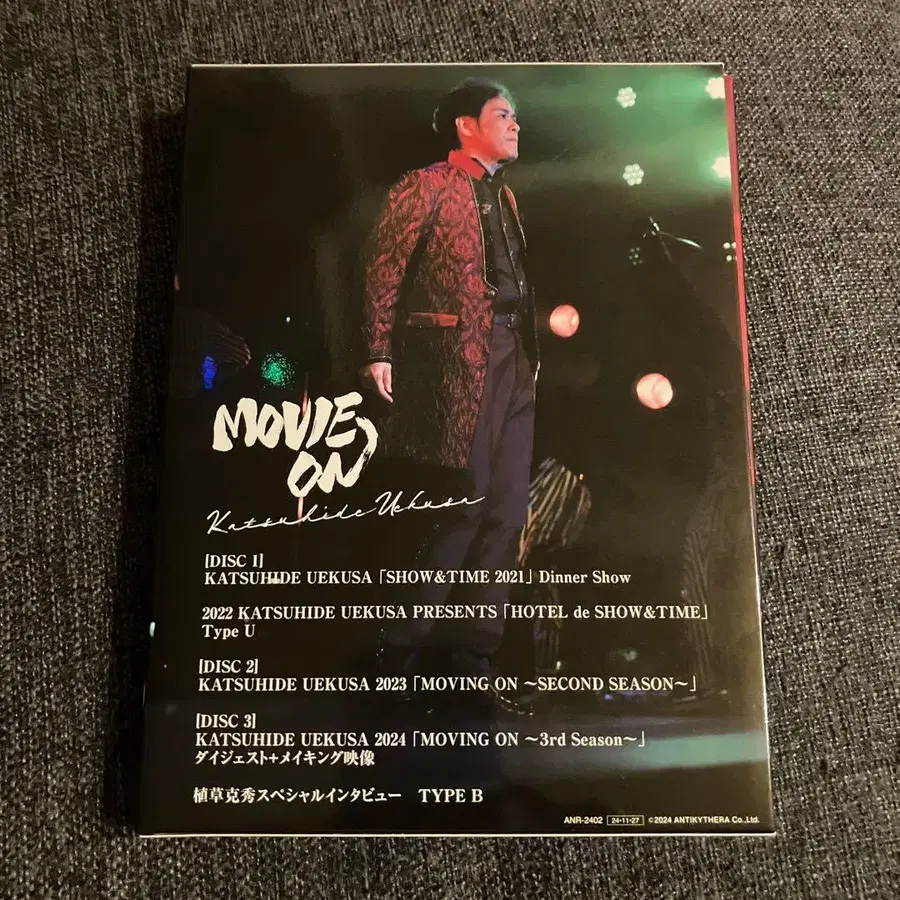 MOVIE
ON
Katsuhide Uekusa
[DISC 1]
KATSUHIDE UEKUSA「SHOW&TIME 2021」Dinner Show
2022 KATSUHIDE UEKUSA PRESENTS「HOTEL de SHOW&TIME」
Type U
[DISC 2]
KATSUHIDE UEKUSA 2023「MOVING ON ～SECOND SEASON～」
[DISC 3]
KATSUHIDE UEKUSA 2024「MOVING ON ～3rd Season～」
ダイジェスト+メイキング映像
植草克秀スペシャルインタビュー TYPE B
ANR-2402 24・11・27 ©2024 ANTIKYTHERA Co.,Ltd.